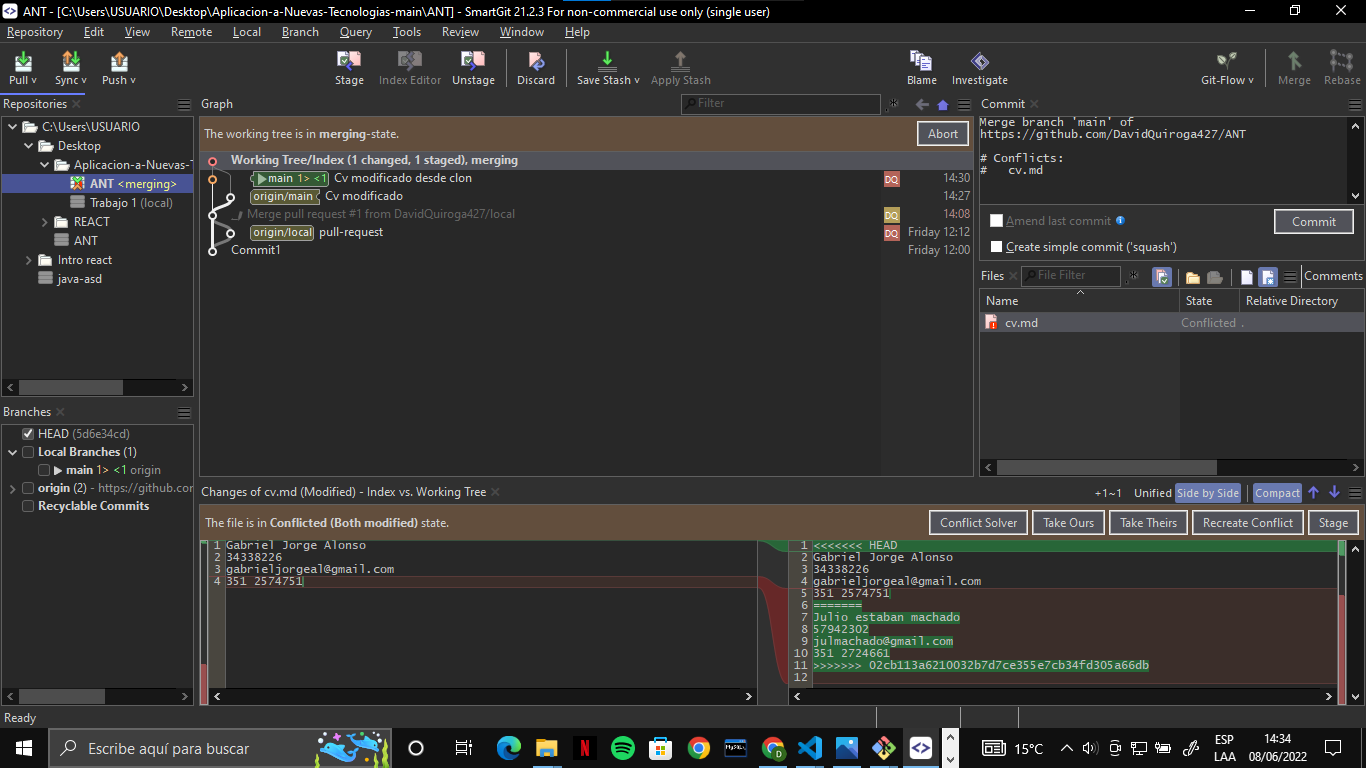 ANT - [C:\Users\USUARIO\Desktop\Aplicacion-a-Nuevas-Tecnologias-main\ANT] - SmartGit 21.2.3 For non-commercial use only (single user)
Repository Edit View Remote Local Branch Query Tools Review Window Help
Pull Sync Push Stage Index Editor Unstage Discard Save Stash Apply Stash Blame Investigate Git-Flow Merge Rebase
Repositories
C:\Users\USUARIO
Desktop
Aplicacion-a-Nuevas-T
ANT <merging>
Trabajo 1 (local)
REACT
ANT
Intro react
java-asd
Branches
HEAD (5d6e34cd)
Local Branches (1)
main 1> <1 origin
origin (2) - https://github.cor
Recyclable Commits
Graph
Filter
The working tree is in merging-state.
Abort
Working Tree/Index (1 changed, 1 staged), merging
main 1> <1 Cv modificado desde clon DQ 14:30
origin/main Cv modificado 14:27
Merge pull request #1 from DavidQuiroga427/local DQ 14:08
origin/local pull-request DQ Friday 12:12
Commit1 Friday 12:00
Commit
Merge branch 'main' of
https://github.com/DavidQuiroga427/ANT
# Conflicts:
#   cv.md
Amend last commit
Commit
Create simple commit ('squash')
Files File Filter Comments
Name State Relative Directory
cv.md Conflicted .
Changes of cv.md (Modified) - Index vs. Working Tree
+1~1 Unified Side by Side Compact
The file is in Conflicted (Both modified) state.
Conflict Solver Take Ours Take Theirs Recreate Conflict Stage
1 Gabriel Jorge Alonso
2 34338226
3 gabrieljorgeal@gmail.com
4 351 2574751
1 <<<<<<< HEAD
2 Gabriel Jorge Alonso
3 34338226
4 gabrieljorgeal@gmail.com
5 351 2574751
6 =======
7 Julio estaban machado
8 57942302
9 julmachado@gmail.com
10 351 2724661
11 >>>>>>> 02cb113a6210032b7d7ce355e7cb34fd305a66db
12
Ready
Escribe aquí para buscar
N
MySQL
D
15°C
ESP
LAA
14:34
08/06/2022